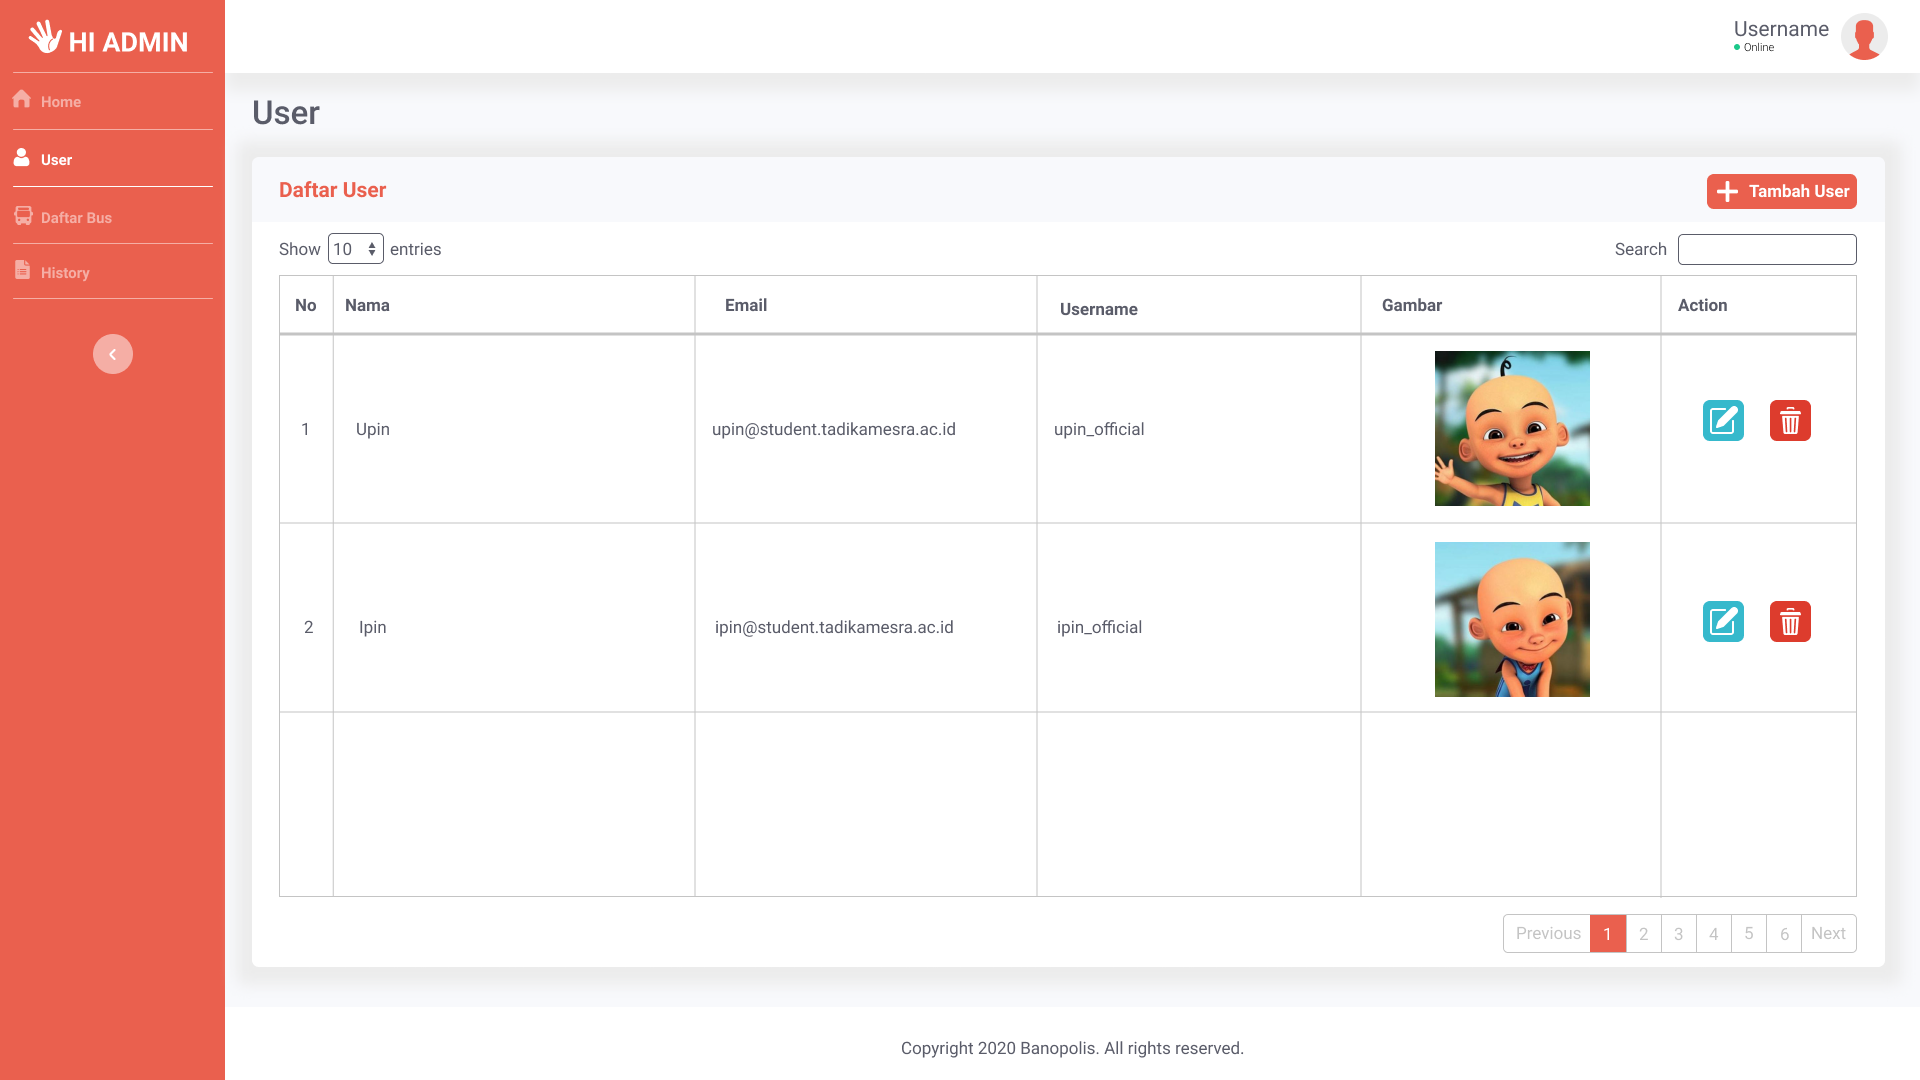 HI ADMIN
Username
Online
Home
User
Daftar Bus
History
User
Daftar User
Tambah User
Show 10 entries
Search
No Nama Email Username Gambar Action
1 Upin upin@student.tadikamesra.ac.id upin_official
2 Ipin ipin@student.tadikamesra.ac.id ipin_official
Previous 1 2 3 4 5 6 Next
Copyright 2020 Banopolis. All rights reserved.